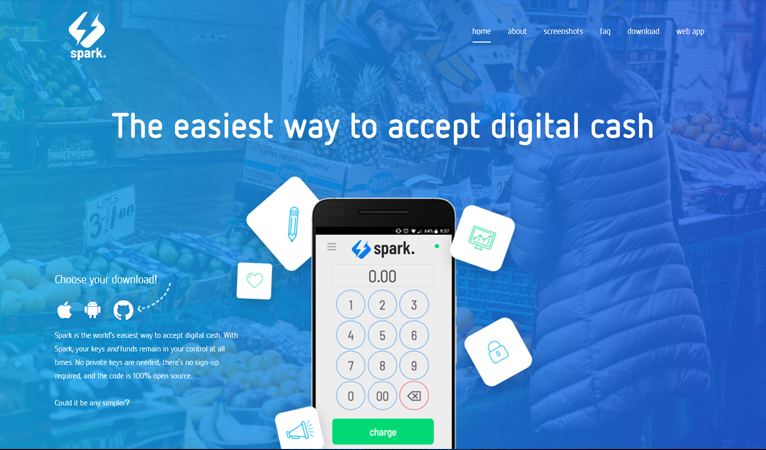 spark.
home about screenshots faq download web app
The easiest way to accept digital cash
LIMES
3 1.00
64% 9:37
spark.
0.00
1 2 3
4 5 6
7 8 9
0 00
charge
Choose your download!
Spark is the world's easiest way to accept digital cash. With
Spark, your keys and funds remain in your control at all
times. No private keys are needed, there's no sign-up
required, and the code is 100% open source.
Could it be any simpler?